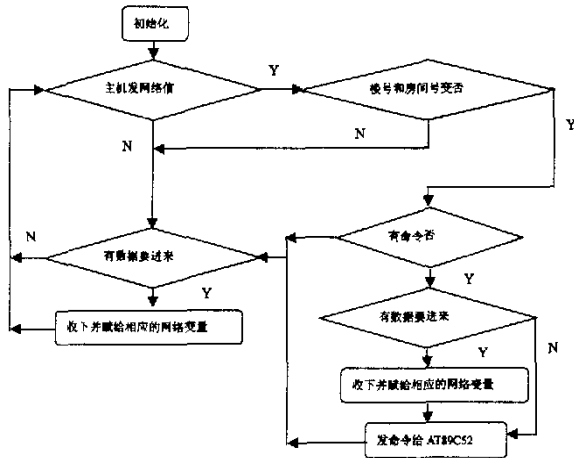 初始化
主机发网络值
Y
楼号和房间号变否
N
N
Y
有命令否
N
有数据要进来
Y
Y
有数据要进来
收下并赋给相应的网络变量
Y
N
收下并赋给相应的网络变量
发命令给 AT89C52